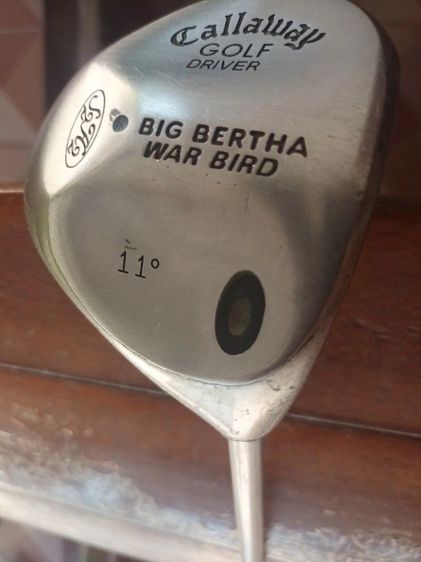 Callaway
GOLF
DRIVER
BIG BERTHA
WAR BIRD
11°